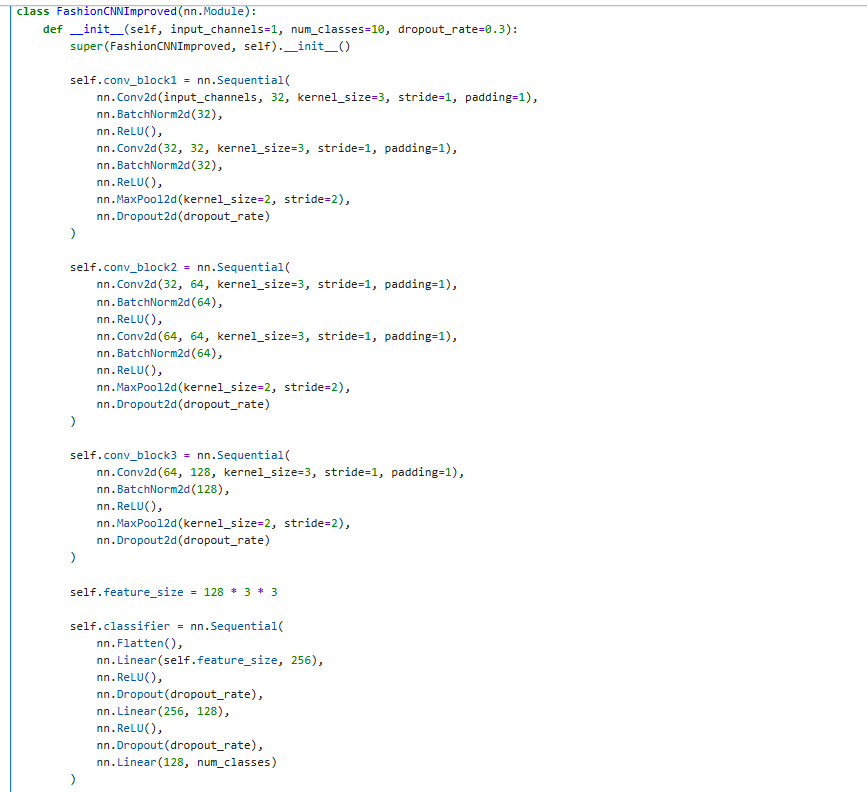 class FashionCNNImproved(nn.Module):
    def __init__(self, input_channels=1, num_classes=10, dropout_rate=0.3):
        super(FashionCNNImproved, self).__init__()

        self.conv_block1 = nn.Sequential(
            nn.Conv2d(input_channels, 32, kernel_size=3, stride=1, padding=1),
            nn.BatchNorm2d(32),
            nn.ReLU(),
            nn.Conv2d(32, 32, kernel_size=3, stride=1, padding=1),
            nn.BatchNorm2d(32),
            nn.ReLU(),
            nn.MaxPool2d(kernel_size=2, stride=2),
            nn.Dropout2d(dropout_rate)
        )

        self.conv_block2 = nn.Sequential(
            nn.Conv2d(32, 64, kernel_size=3, stride=1, padding=1),
            nn.BatchNorm2d(64),
            nn.ReLU(),
            nn.Conv2d(64, 64, kernel_size=3, stride=1, padding=1),
            nn.BatchNorm2d(64),
            nn.ReLU(),
            nn.MaxPool2d(kernel_size=2, stride=2),
            nn.Dropout2d(dropout_rate)
        )

        self.conv_block3 = nn.Sequential(
            nn.Conv2d(64, 128, kernel_size=3, stride=1, padding=1),
            nn.BatchNorm2d(128),
            nn.ReLU(),
            nn.MaxPool2d(kernel_size=2, stride=2),
            nn.Dropout2d(dropout_rate)
        )

        self.feature_size = 128 * 3 * 3

        self.classifier = nn.Sequential(
            nn.Flatten(),
            nn.Linear(self.feature_size, 256),
            nn.ReLU(),
            nn.Dropout(dropout_rate),
            nn.Linear(256, 128),
            nn.ReLU(),
            nn.Dropout(dropout_rate),
            nn.Linear(128, num_classes)
        )